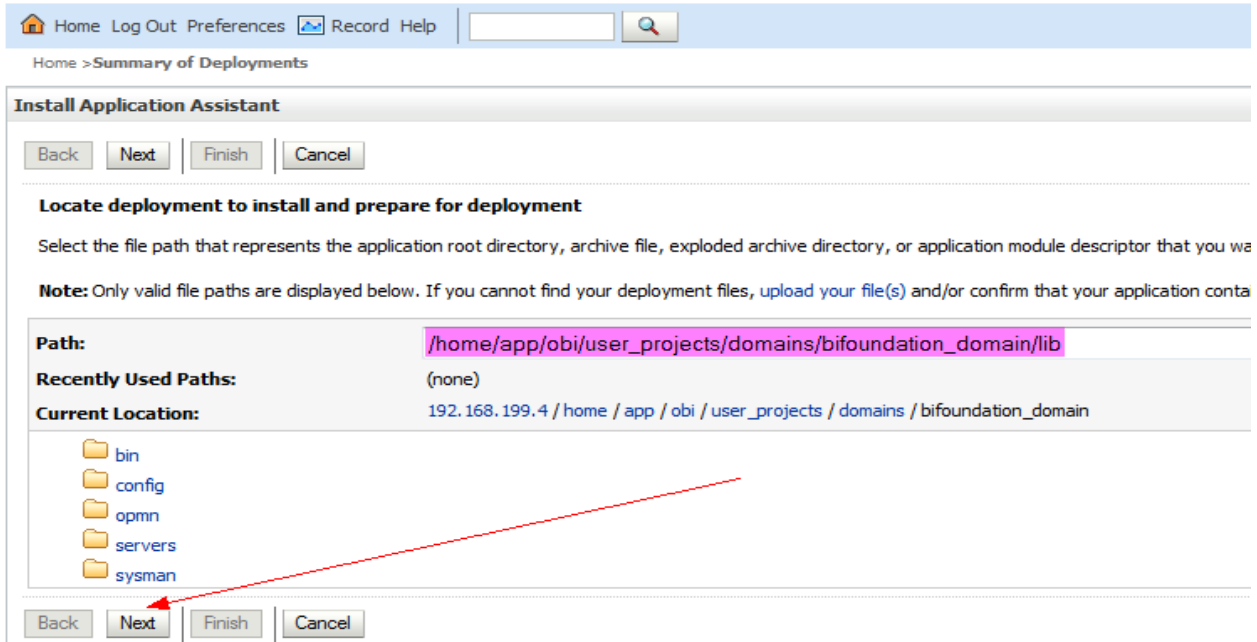 Home Log Out Preferences Record Help
Home >Summary of Deployments
Install Application Assistant
Back Next Finish Cancel
Locate deployment to install and prepare for deployment
Select the file path that represents the application root directory, archive file, exploded archive directory, or application module descriptor that you wa
Note: Only valid file paths are displayed below. If you cannot find your deployment files, upload your file(s) and/or confirm that your application conta
Path: /home/app/obi/user_projects/domains/bifoundation_domain/lib
Recently Used Paths: (none)
Current Location: 192.168.199.4 / home / app / obi / user_projects / domains / bifoundation_domain
bin
config
opmn
servers
sysman
Back Next Finish Cancel